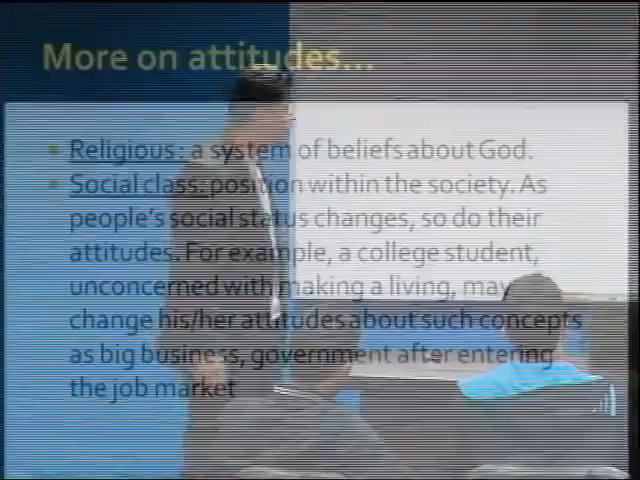 More on attitudes...
Religious : a system of beliefs about God.
Social class: position within the society. As
people's social status changes, so do their
attitudes. For example, a college student,
unconcerned with making a living, may
change his/her attitudes about such concepts
as big business, government after entering
the job market